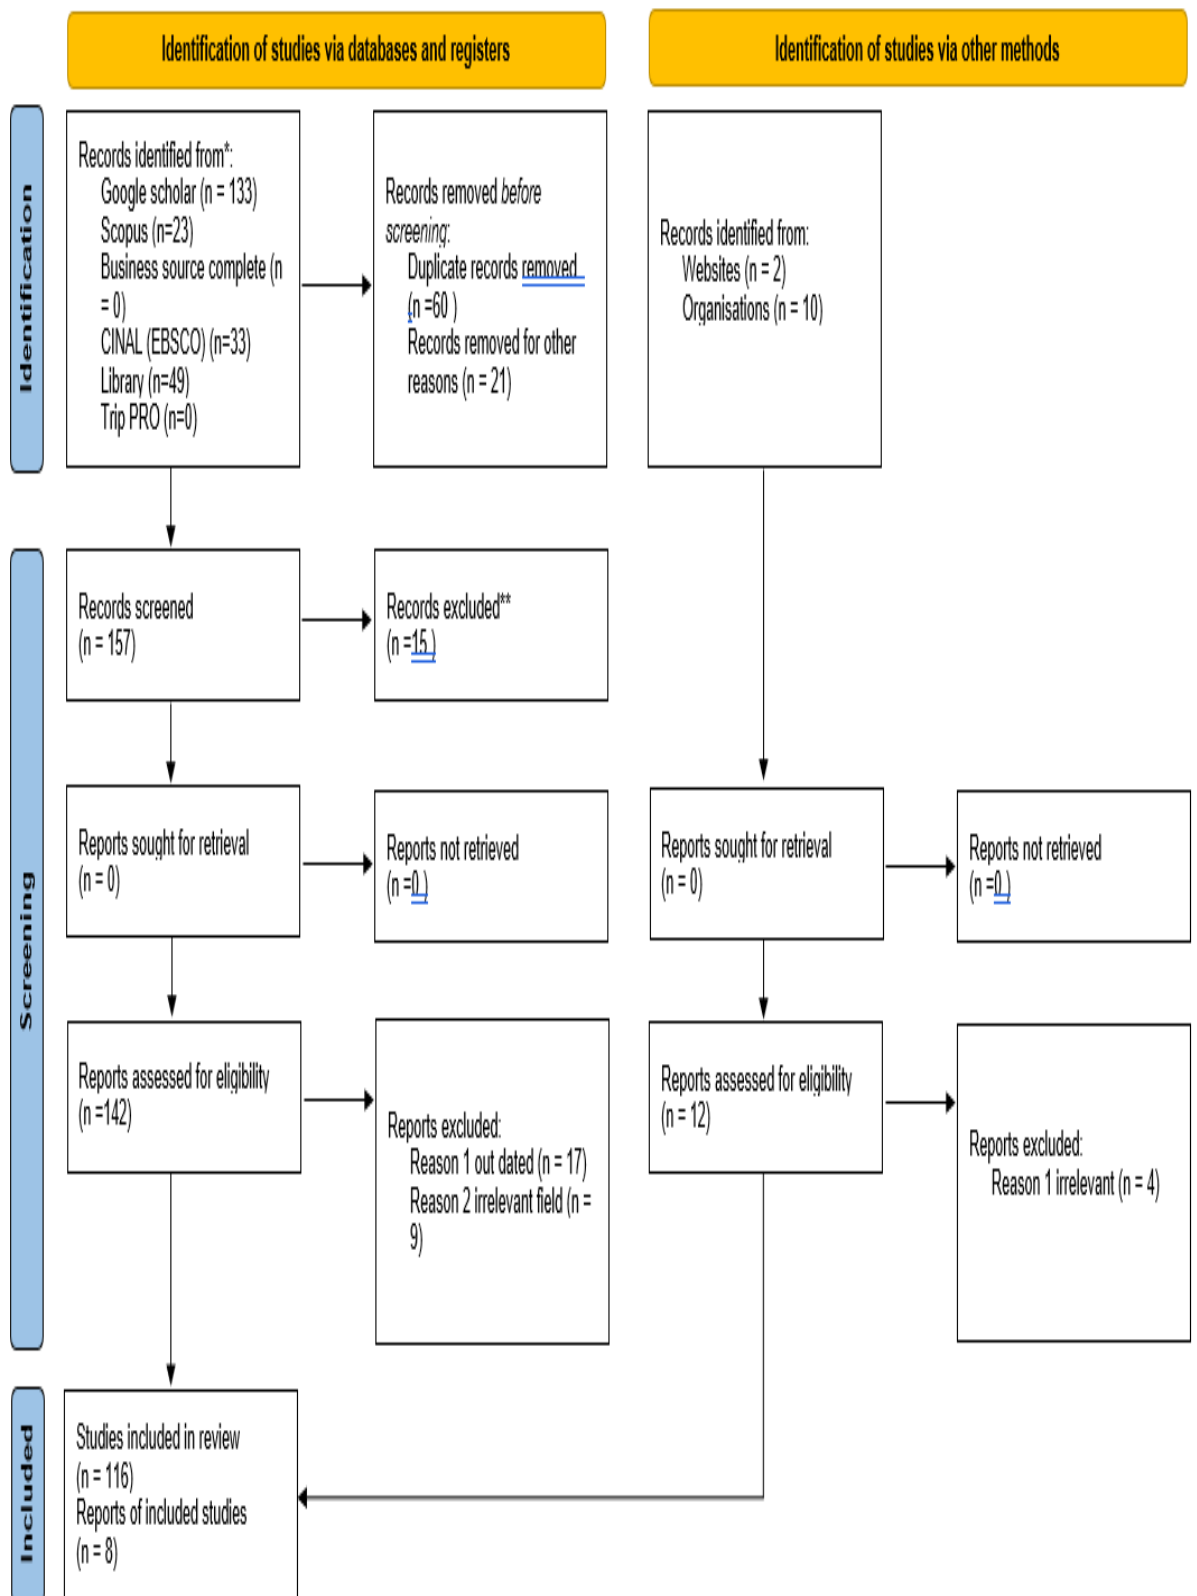 Identification of studies via databases and registers
Identification of studies via other methods
Identification
Records identified from*:
Google scholar (n = 133)
Scopus (n=23)
Business source complete (n
= 0)
CINAL (EBSCO) (n=33)
Library (n=49)
Trip PRO (n=0)
Records removed before
screening:
Duplicate records removed
(n =60 )
Records removed for other
reasons (n = 21)
Records identified from:
Websites (n = 2)
Organisations (n = 10)
Screening
Records screened
(n = 157)
Records excluded**
(n =15 )
Reports sought for retrieval
(n = 0)
Reports not retrieved
(n =0 )
Reports sought for retrieval
(n = 0)
Reports not retrieved
(n =0 )
Reports assessed for eligibility
(n =142)
Reports excluded:
Reason 1 out dated (n = 17)
Reason 2 irrelevant field (n =
9)
Reports assessed for eligibility
(n = 12)
Reports excluded:
Reason 1 irrelevant (n = 4)
Included
Studies included in review
(n = 116)
Reports of included studies
(n = 8)